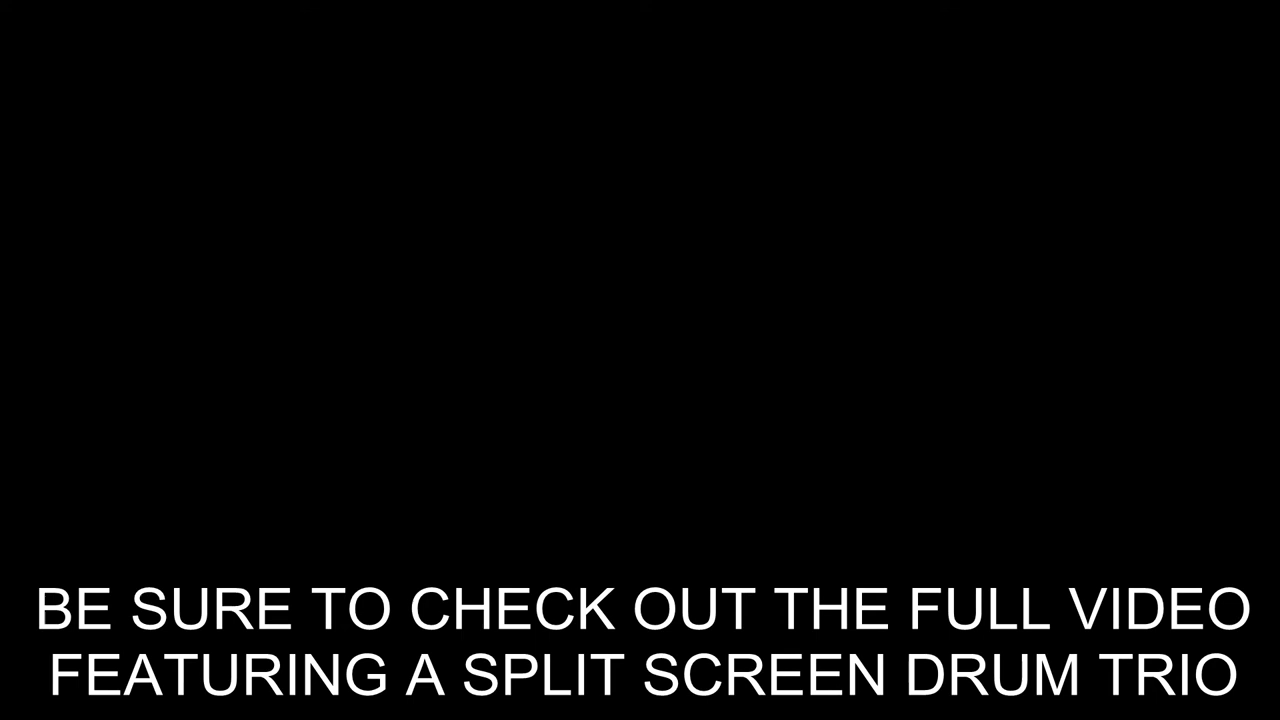 BE SURE TO CHECK OUT THE FULL VIDEO
FEATURING A SPLIT SCREEN DRUM TRIO